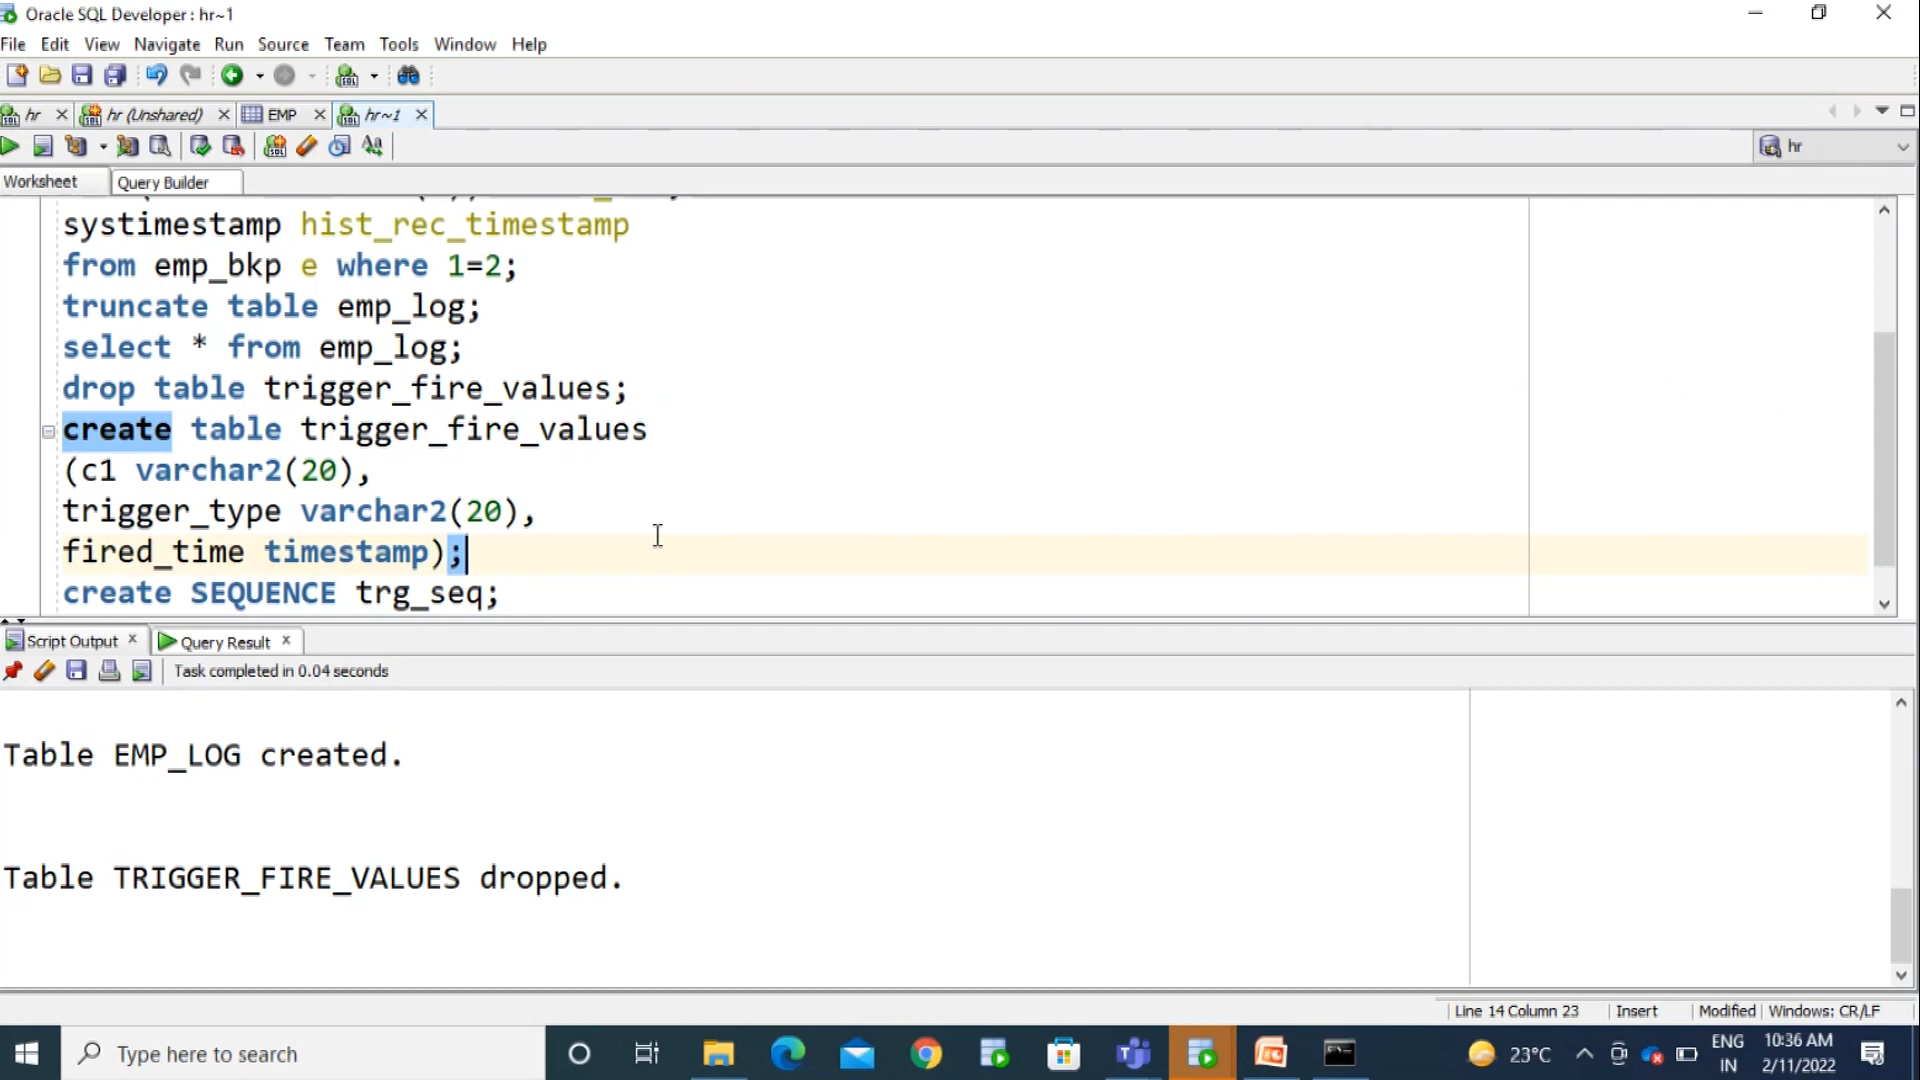 Oracle SQL Developer : hr~1
File Edit View Navigate Run Source Team Tools Window Help
hr hr (Unshared) EMP hr~1
hr
Worksheet Query Builder
systimestamp hist_rec_timestamp
from emp_bkp e where 1=2;
truncate table emp_log;
select * from emp_log;
drop table trigger_fire_values;
create table trigger_fire_values
(c1 varchar2(20),
trigger_type varchar2(20),
fired_time timestamp);
create SEQUENCE trg_seq;
Script Output Query Result
Task completed in 0.04 seconds
Table EMP_LOG created.
Table TRIGGER_FIRE_VALUES dropped.
Line 14 Column 23 Insert Modified Windows: CR/LF
Type here to search
23°C
ENG
IN
10:36 AM
2/11/2022